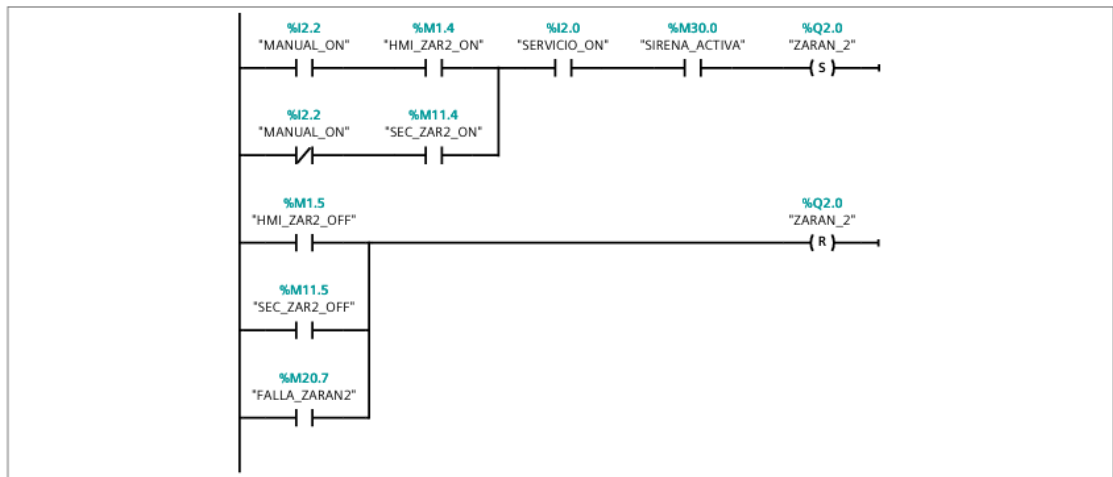 %I2.2 %M1.4 %I2.0 %M30.0 %Q2.0
"MANUAL_ON" "HMI_ZAR2_ON" "SERVICIO_ON" "SIRENA_ACTIVA" "ZARAN_2"
S
%I2.2 %M11.4
"MANUAL_ON" "SEC_ZAR2_ON"
%M1.5 %Q2.0
"HMI_ZAR2_OFF" "ZARAN_2"
R
%M11.5
"SEC_ZAR2_OFF"
%M20.7
"FALLA_ZARAN2"